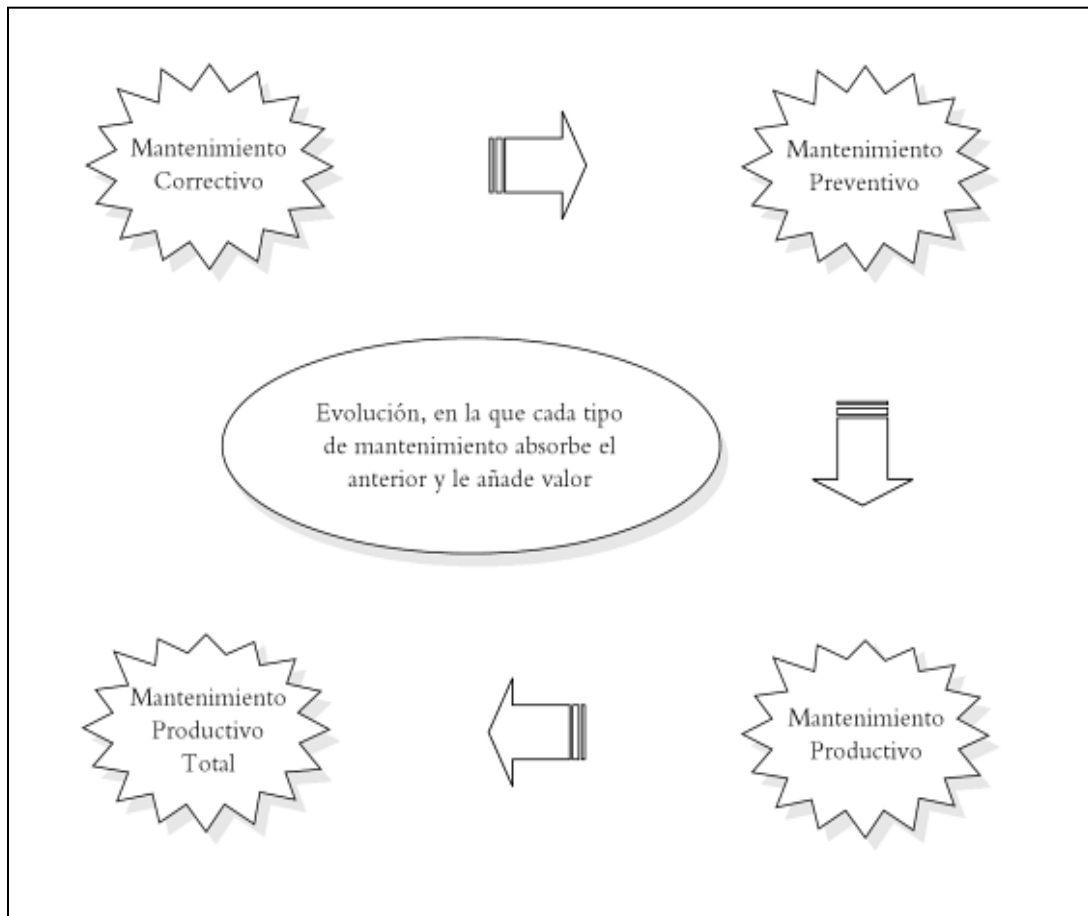 Mantenimiento
Correctivo
Mantenimiento
Preventivo
Evolución, en la que cada tipo
de mantenimiento absorbe el
anterior y le añade valor
Mantenimiento
Productivo
Total
Mantenimiento
Productivo